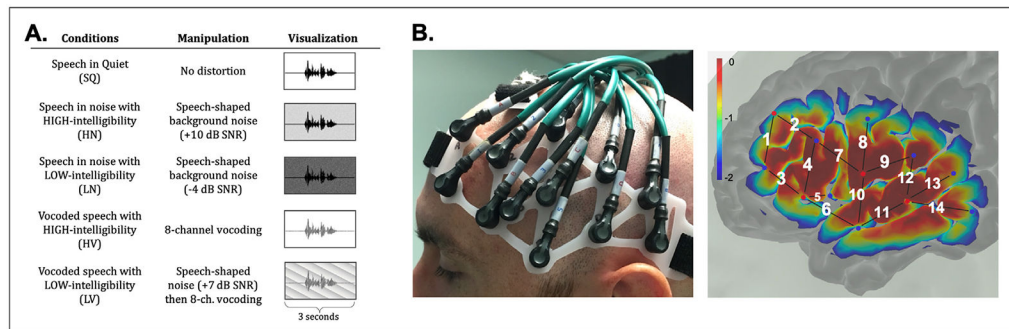 A.
Conditions Manipulation Visualization
Speech in Quiet
(SQ)
No distortion
Speech in noise with
HIGH-intelligibility
(HN)
Speech-shaped
background noise
(+10 dB SNR)
Speech in noise with
LOW-intelligibility
(LN)
Speech-shaped
background noise
(-4 dB SNR)
Vocoded speech with
HIGH-intelligibility
(HV)
8-channel vocoding
Vocoded speech with
LOW-intelligibility
(LV)
Speech-shaped
noise (+7 dB SNR)
then 8-ch. vocoding
3 seconds
B.
0
-1
-2
1
2
3
4
5
6
7
8
9
10
11
12
13
14